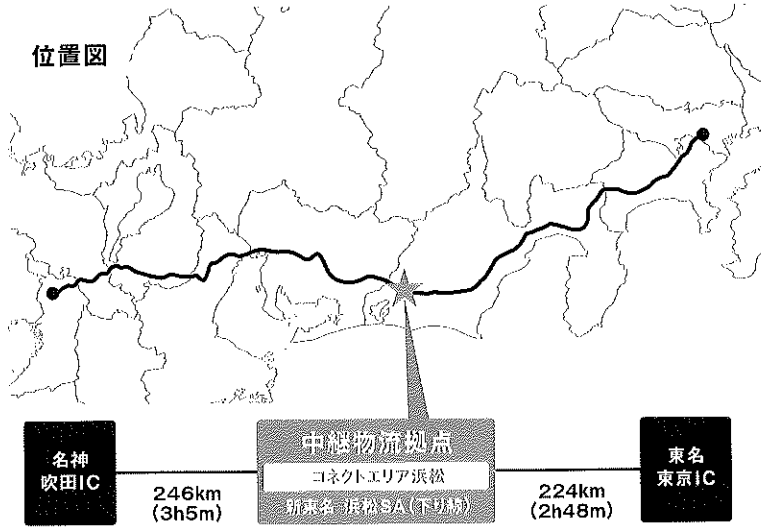 位置図
名神
吹田IC
246km
(3h5m)
中継物流拠点
コネクトエリア浜松
新東名 浜松SA(下り線)
224km
(2h48m)
東名
東京IC